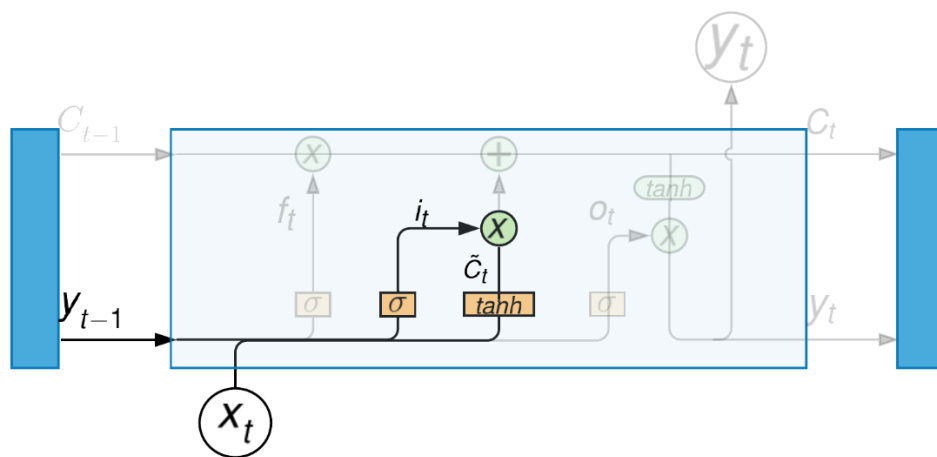 y_t
C_{t-1}
C_t
x
+
tanh
f_t
i_t
x
o_t
x
C̃_t
σ
σ
tanh
σ
y_{t-1}
y_t
x_t